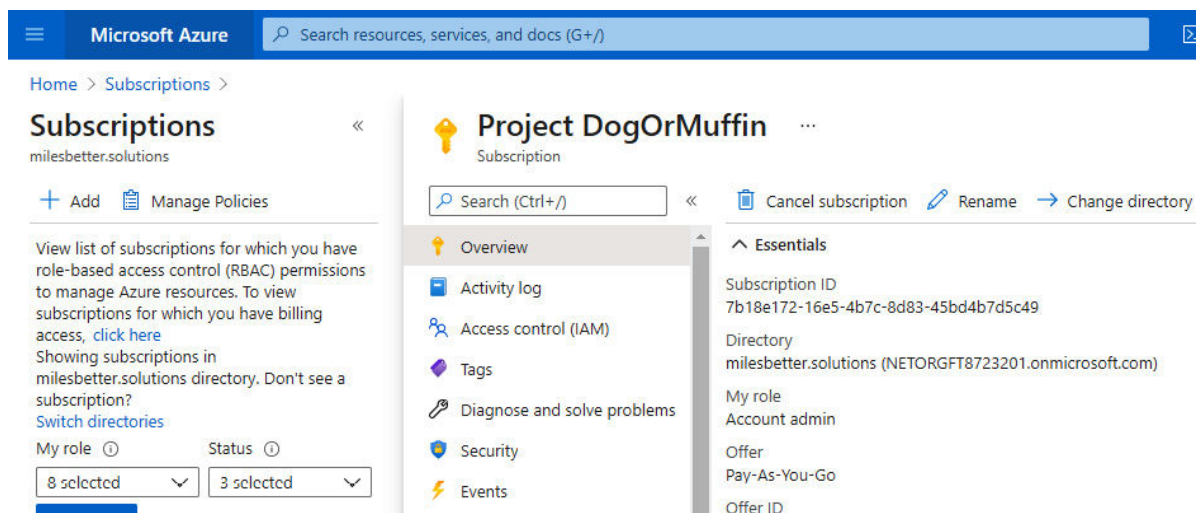 Microsoft Azure
Search resources, services, and docs (G+/)
Home > Subscriptions >
Subscriptions
milesbetter.solutions
Add Manage Policies
View list of subscriptions for which you have
role-based access control (RBAC) permissions
to manage Azure resources. To view
subscriptions for which you have billing
access, click here
Showing subscriptions in
milesbetter.solutions directory. Don't see a
subscription?
Switch directories
My role Status
8 selected 3 selected
Project DogOrMuffin ...
Subscription
Search (Ctrl+/)
Overview
Activity log
Access control (IAM)
Tags
Diagnose and solve problems
Security
Events
Cancel subscription Rename Change directory
Essentials
Subscription ID
7b18e172-16e5-4b7c-8d83-45bd4b7d5c49
Directory
milesbetter.solutions (NETORGFT8723201.onmicrosoft.com)
My role
Account admin
Offer
Pay-As-You-Go
Offer ID